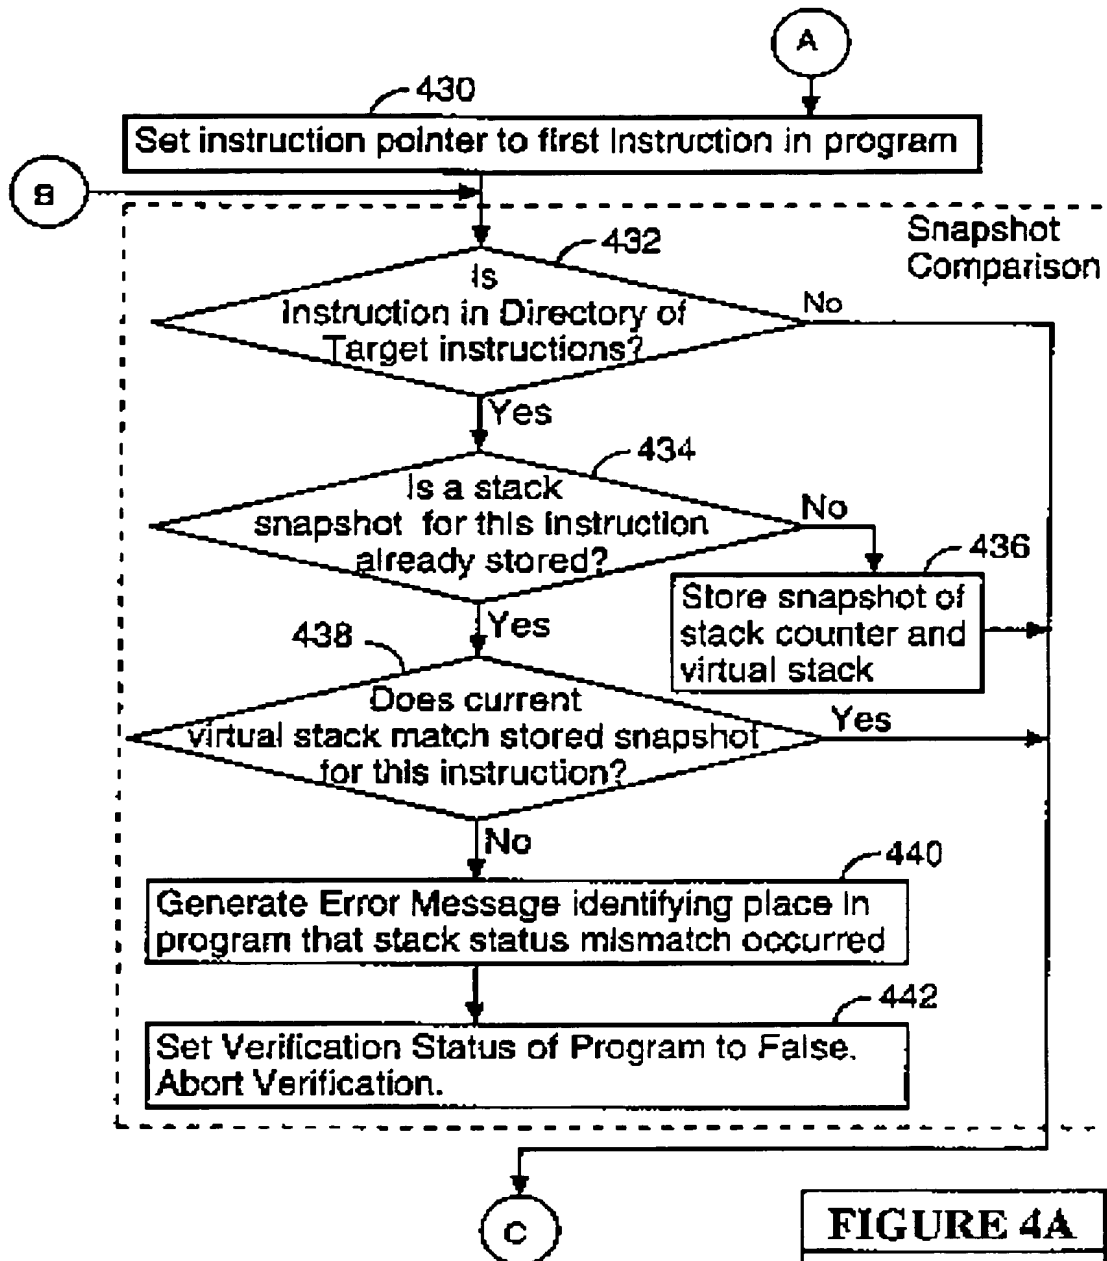 A
430
Set instruction pointer to first Instruction in program
B
Snapshot
Comparison
432
Is
Instruction in Directory of
Target instructions?
No
Yes
434
Is a stack
snapshot for this instruction
already stored?
No
436
Store snapshot of
stack counter and
virtual stack
Yes
438
Does current
virtual stack match stored snapshot
for this instruction?
Yes
No
440
Generate Error Message identifying place in
program that stack status mismatch occurred
442
Set Verification Status of Program to False.
Abort Verification.
C
FIGURE 4A